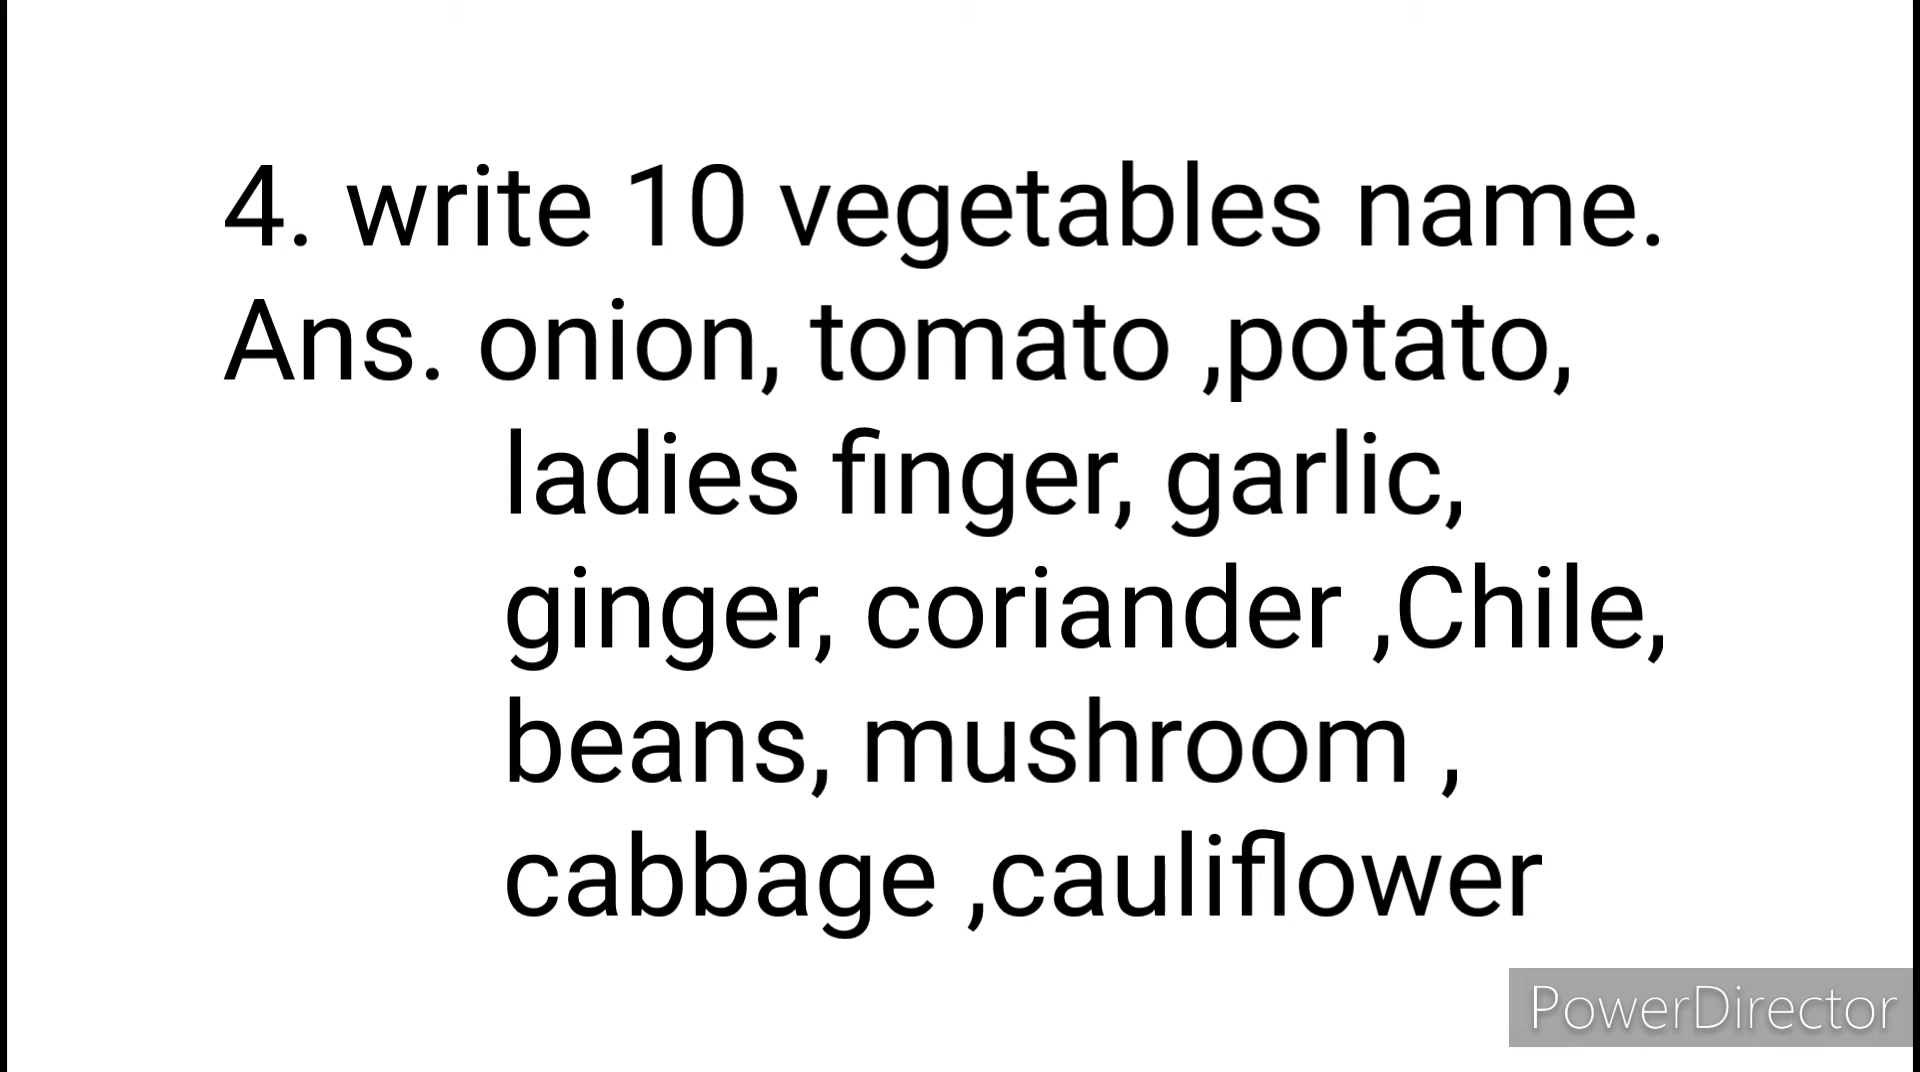 4. write 10 vegetables name.
Ans. onion, tomato ,potato,
ladies finger, garlic,
ginger, coriander ,Chile,
beans, mushroom ,
cabbage ,cauliflower
PowerDirector